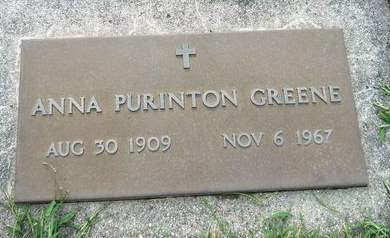 ANNA PURINTON GREENE
AUG 30 1909 NOV 6 1967